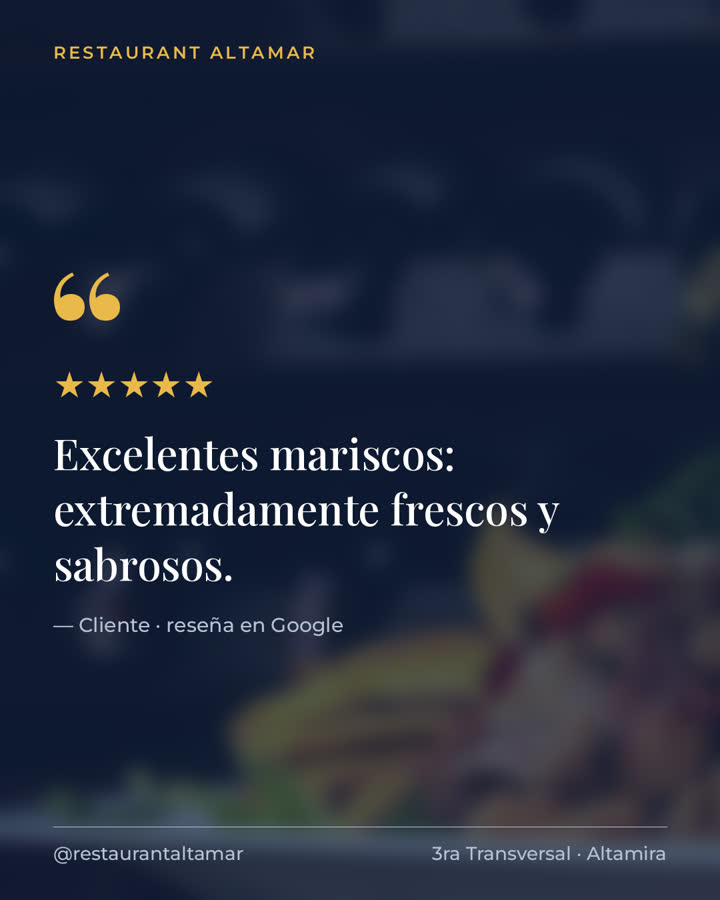 RESTAURANT ALTAMAR
“
★★★★★
Excelentes mariscos:
extremadamente frescos y
sabrosos.
— Cliente · reseña en Google
@restaurantaltamar
3ra Transversal · Altamira